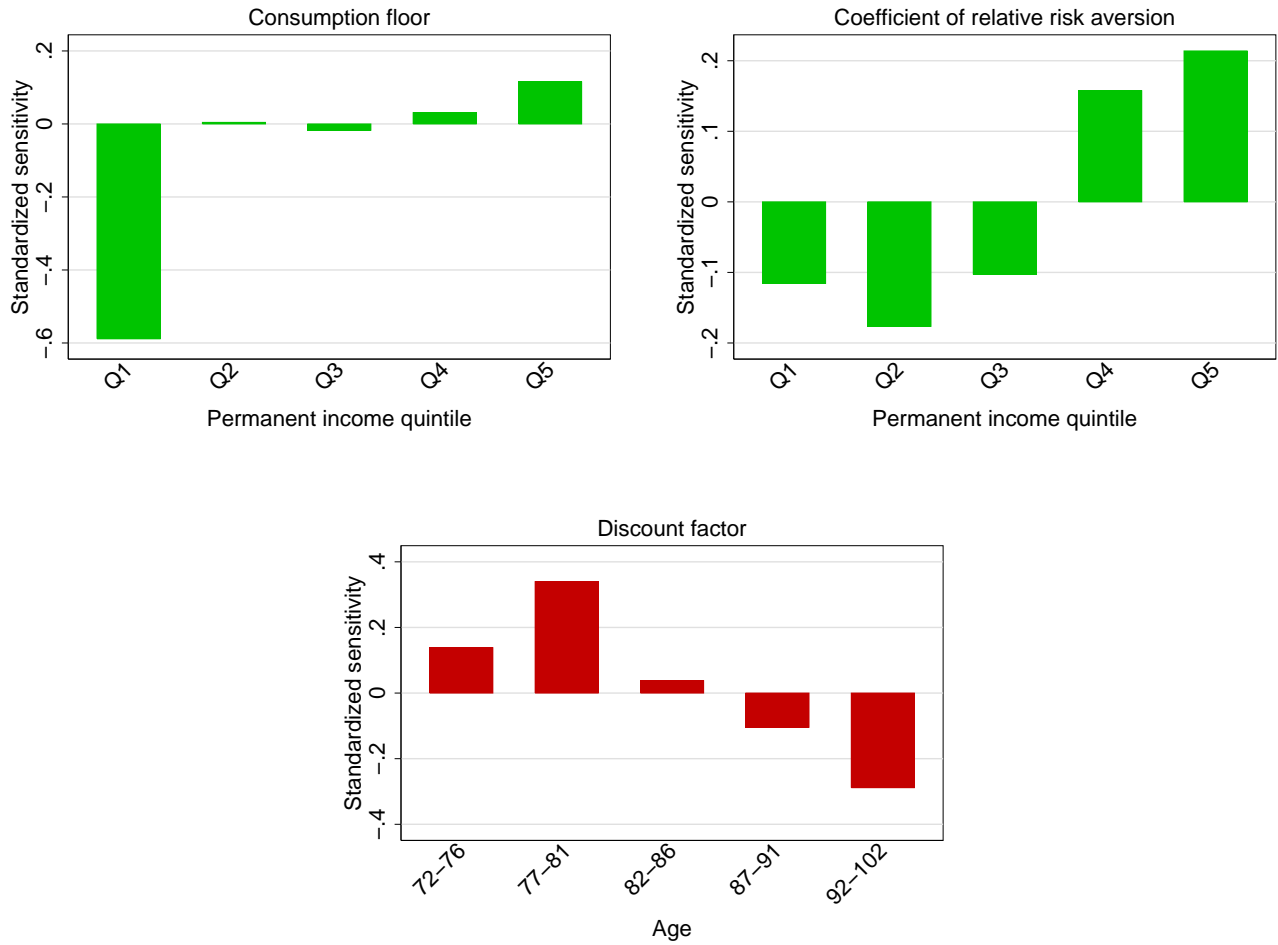 Consumption floor
Standardized sensitivity
.2
0
−.2
−.4
−.6
Q1
Q2
Q3
Q4
Q5
Permanent income quintile
Coefficient of relative risk aversion
Standardized sensitivity
.2
.1
0
−.1
−.2
Q1
Q2
Q3
Q4
Q5
Permanent income quintile
Discount factor
Standardized sensitivity
.4
.2
0
−.2
−.4
72−76
77−81
82−86
87−91
92−102
Age